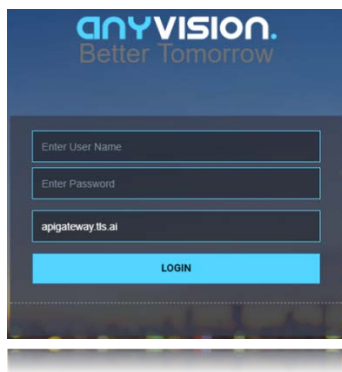 anyvision.
Better Tomorrow
Enter User Name
Enter Password
apigateway.tls.ai
LOGIN